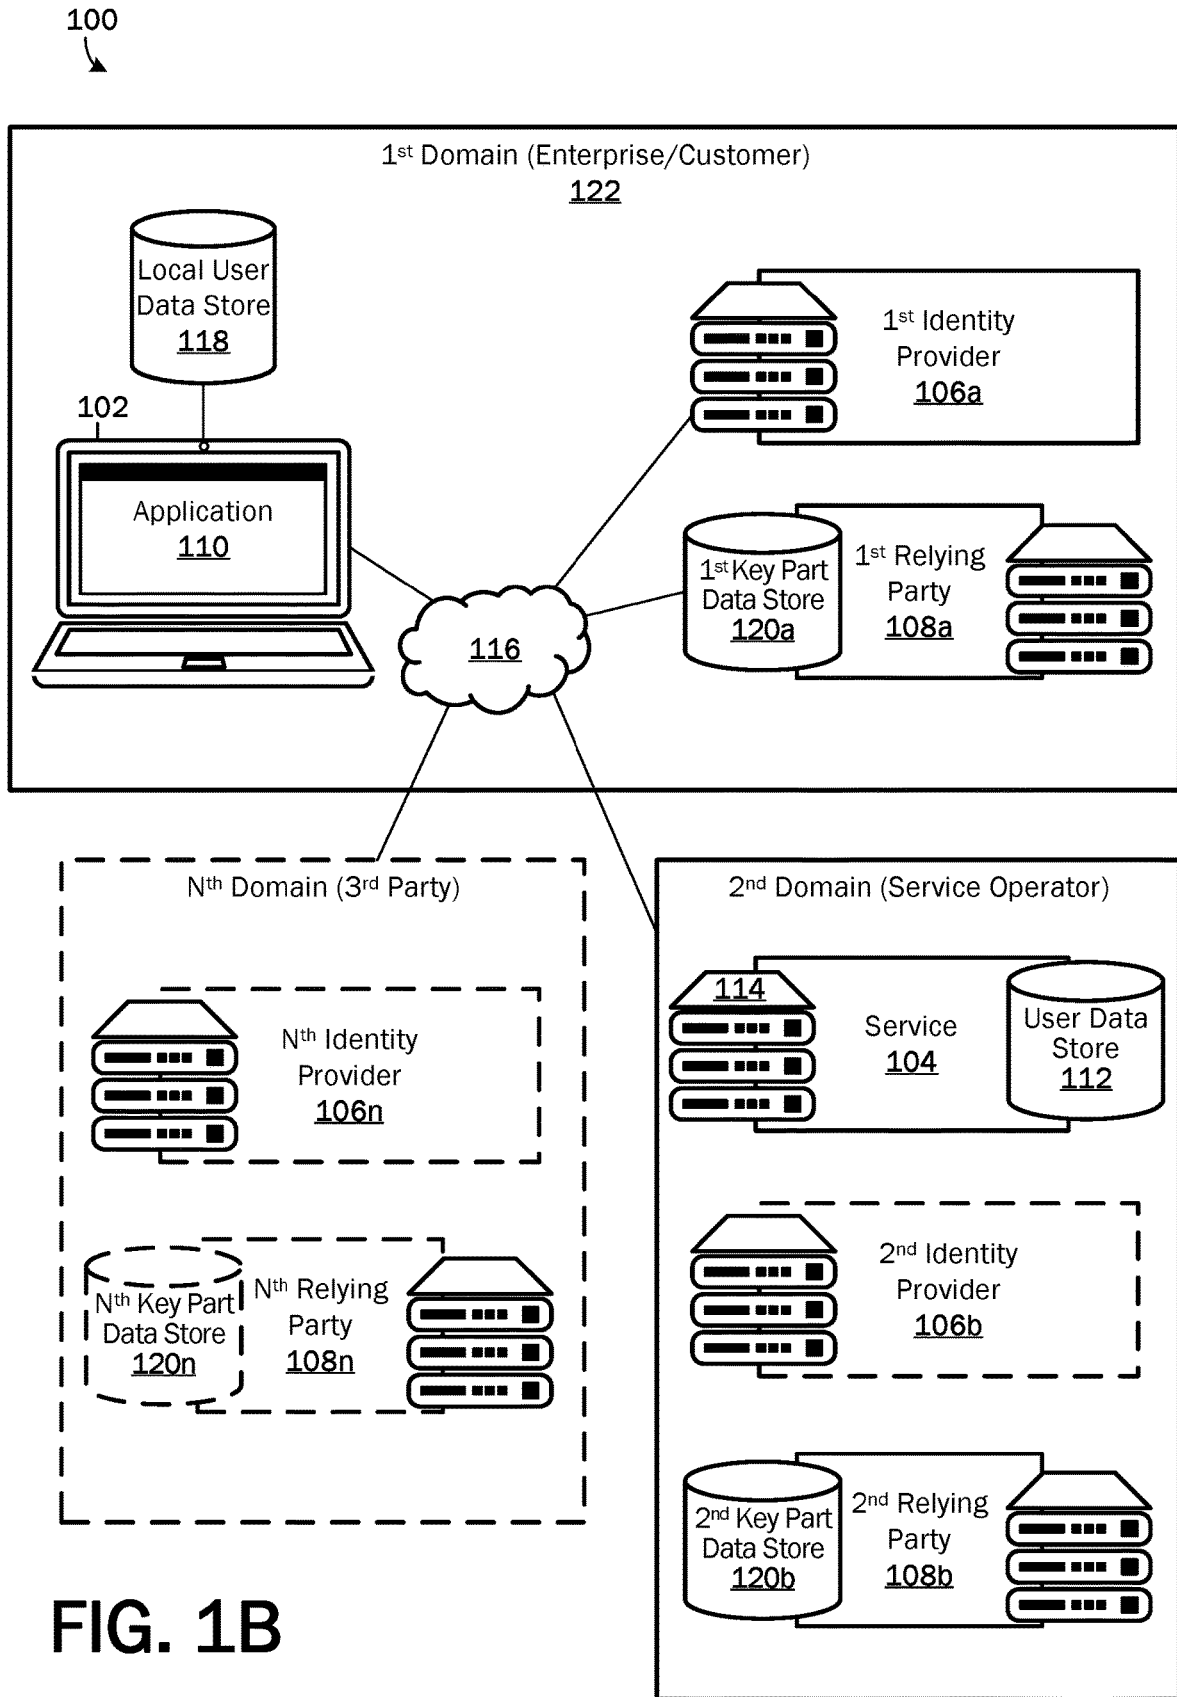 100
1st Domain (Enterprise/Customer)
122
Local User
Data Store
118
1st Identity
Provider
106a
102
Application
110
1st Key Part
Data Store
120a
1st Relying
Party
108a
116
Nth Domain (3rd Party)
Nth Identity
Provider
106n
Nth Key Part
Data Store
120n
Nth Relying
Party
108n
2nd Domain (Service Operator)
114
Service
104
User Data
Store
112
2nd Identity
Provider
106b
2nd Key Part
Data Store
120b
2nd Relying
Party
108b
FIG. 1B